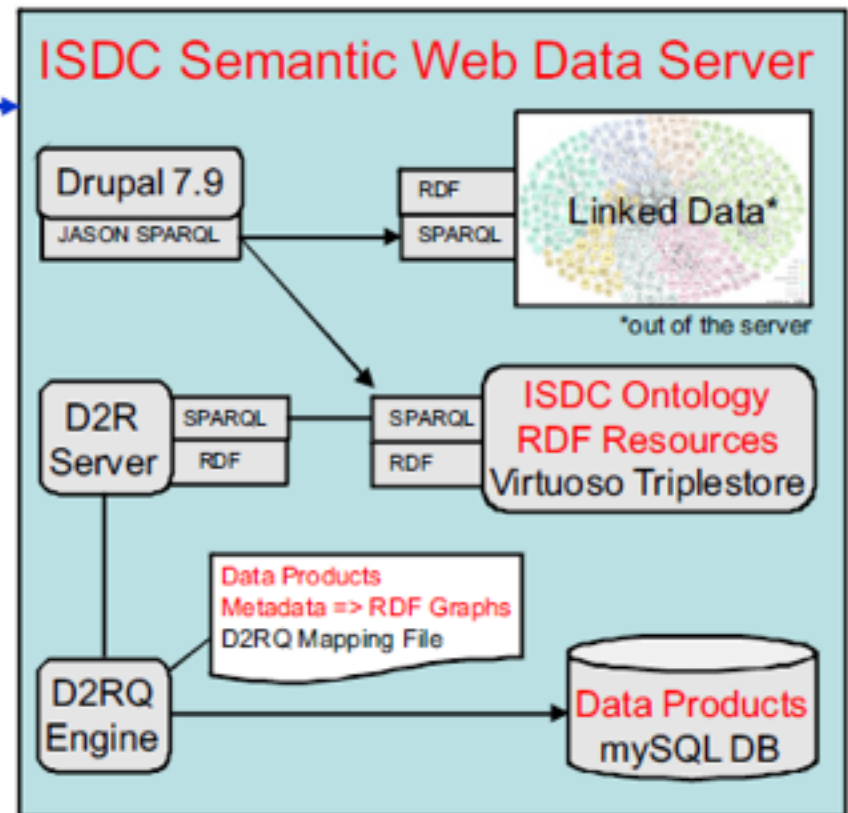 ISDC Semantic Web Data Server
Drupal 7.9
JASON SPARQL
RDF
SPARQL
Linked Data*
*out of the server
D2R
Server
SPARQL
RDF
SPARQL
RDF
ISDC Ontology
RDF Resources
Virtuoso Triplestore
Data Products
Metadata => RDF Graphs
D2RQ Mapping File
D2RQ
Engine
Data Products
mySQL DB